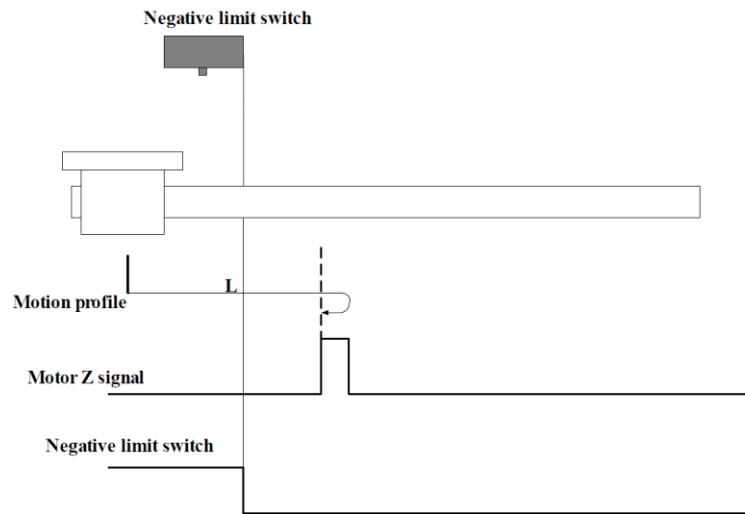 Negative limit switch
L
Motion profile
Motor Z signal
Negative limit switch